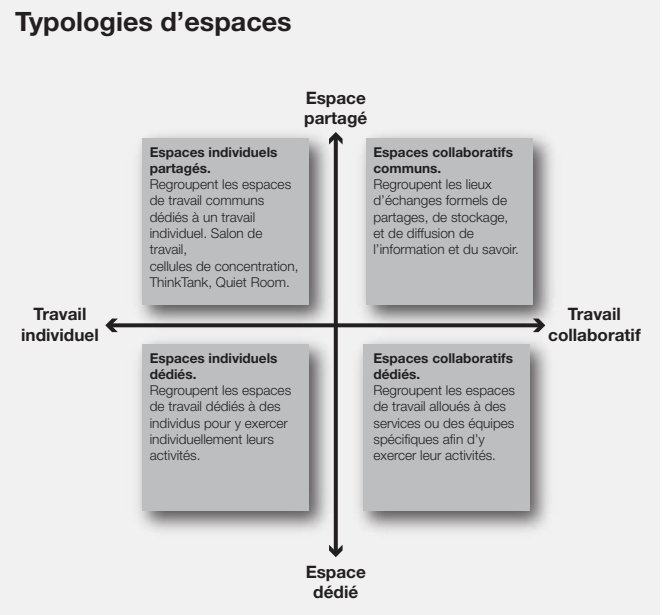 Typologies d'espaces
Espace
partagé
Espaces individuels
partagés.
Regroupent les espaces
de travail communs
dédiés à un travail
individuel. Salon de
travail,
cellules de concentration,
ThinkTank, Quiet Room.
Espaces collaboratifs
communs.
Regroupent les lieux
d'échanges formels de
partages, de stockage,
et de diffusion de
l'information et du savoir.
Travail
individuel
Travail
collaboratif
Espaces individuels
dédiés.
Regroupent les espaces
de travail dédiés à des
individus pour y exercer
individuellement leurs
activités.
Espaces collaboratifs
dédiés.
Regroupent les espaces
de travail alloués à des
services ou des équipes
spécifiques afin d'y
exercer leur activités.
Espace
dédié